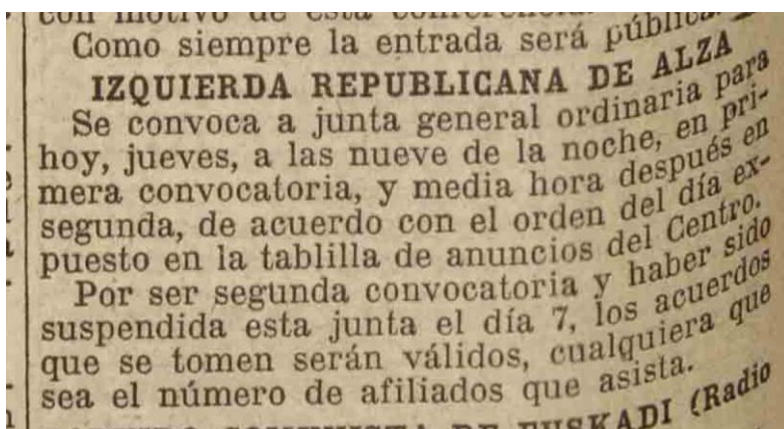 con motivo de esta
Como siempre la entrada será pública.
IZQUIERDA REPUBLICANA DE ALZA
Se convoca a junta general ordinaria para
hoy, jueves, a las nueve de la noche, en pri-
mera convocatoria, y media hora después en
segunda, de acuerdo con el orden del día ex-
puesto en la tablilla de anuncios del Centro.
Por ser segunda convocatoria y haber sido
suspendida esta junta el día 7, los acuerdos
que se tomen serán válidos, cualquiera que
sea el número de afiliados que asista.
DE EUSKADI (Radio